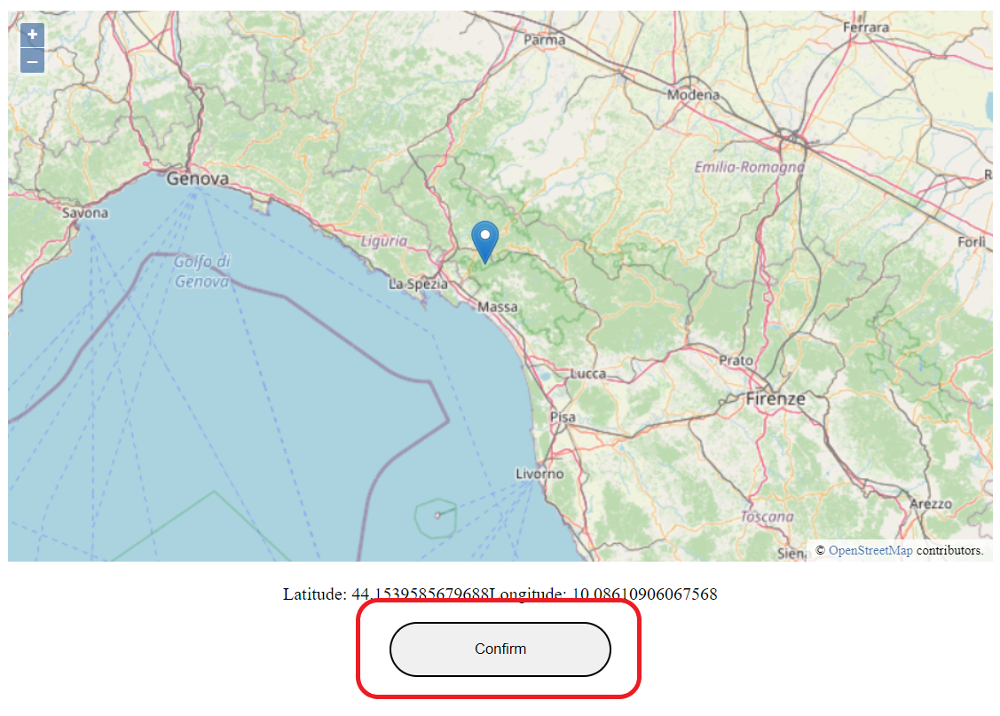 +
–
Ferrara
Parma
Modena
Emilia-Romagna
Genova
R
Savona
Forlì
Liguria
Golfo di
Genova
La Spezia
Massa
Prato
Lucca
Firenze
Pisa
Livorno
Arezzo
Toscana
Siena
© OpenStreetMap contributors.
Latitude: 44.1539585679688Longitude: 10.08610906067568
Confirm